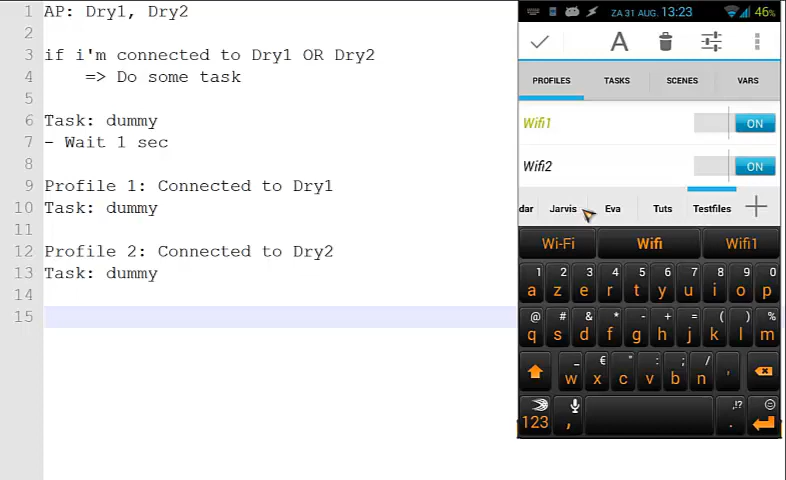 1 AP: Dry1, Dry2
2
3 if i'm connected to Dry1 OR Dry2
4 => Do some task
5
6 Task: dummy
7 - Wait 1 sec
8
9 Profile 1: Connected to Dry1
10 Task: dummy
11
12 Profile 2: Connected to Dry2
13 Task: dummy
14
15
ZA 31 AUG. 13:23 46%
A
PROFILES TASKS SCENES VARS
Wifi1 ON
Wifi2 ON
dar Jarvis Eva Tuts Testfiles +
Wi-Fi Wifi Wifi1
1 2 3 4 5 6 7 8 9 0
a z e r t y u i o p
@ # & * - + = ( ) %
q s d f g h j k l m
_ € " : ; /
w x c v b n '
,!?
123 , .